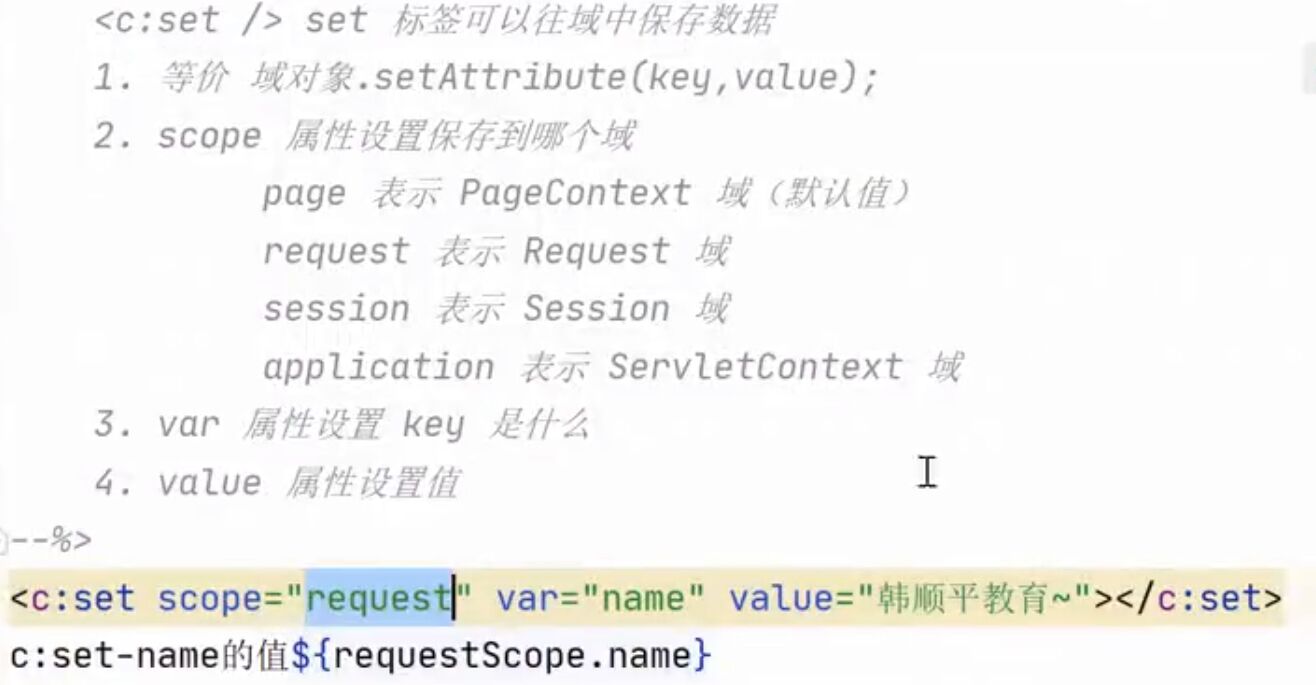 <c:set /> set 标签可以往域中保存数据
1. 等价 域对象.setAttribute(key,value);
2. scope 属性设置保存到哪个域
page 表示 PageContext 域（默认值）
request 表示 Request 域
session 表示 Session 域
application 表示 ServletContext 域
3. var 属性设置 key 是什么
4. value 属性设置值
--%>
<c:set scope="request" var="name" value="韩顺平教育~"></c:set>
c:set-name的值${requestScope.name}